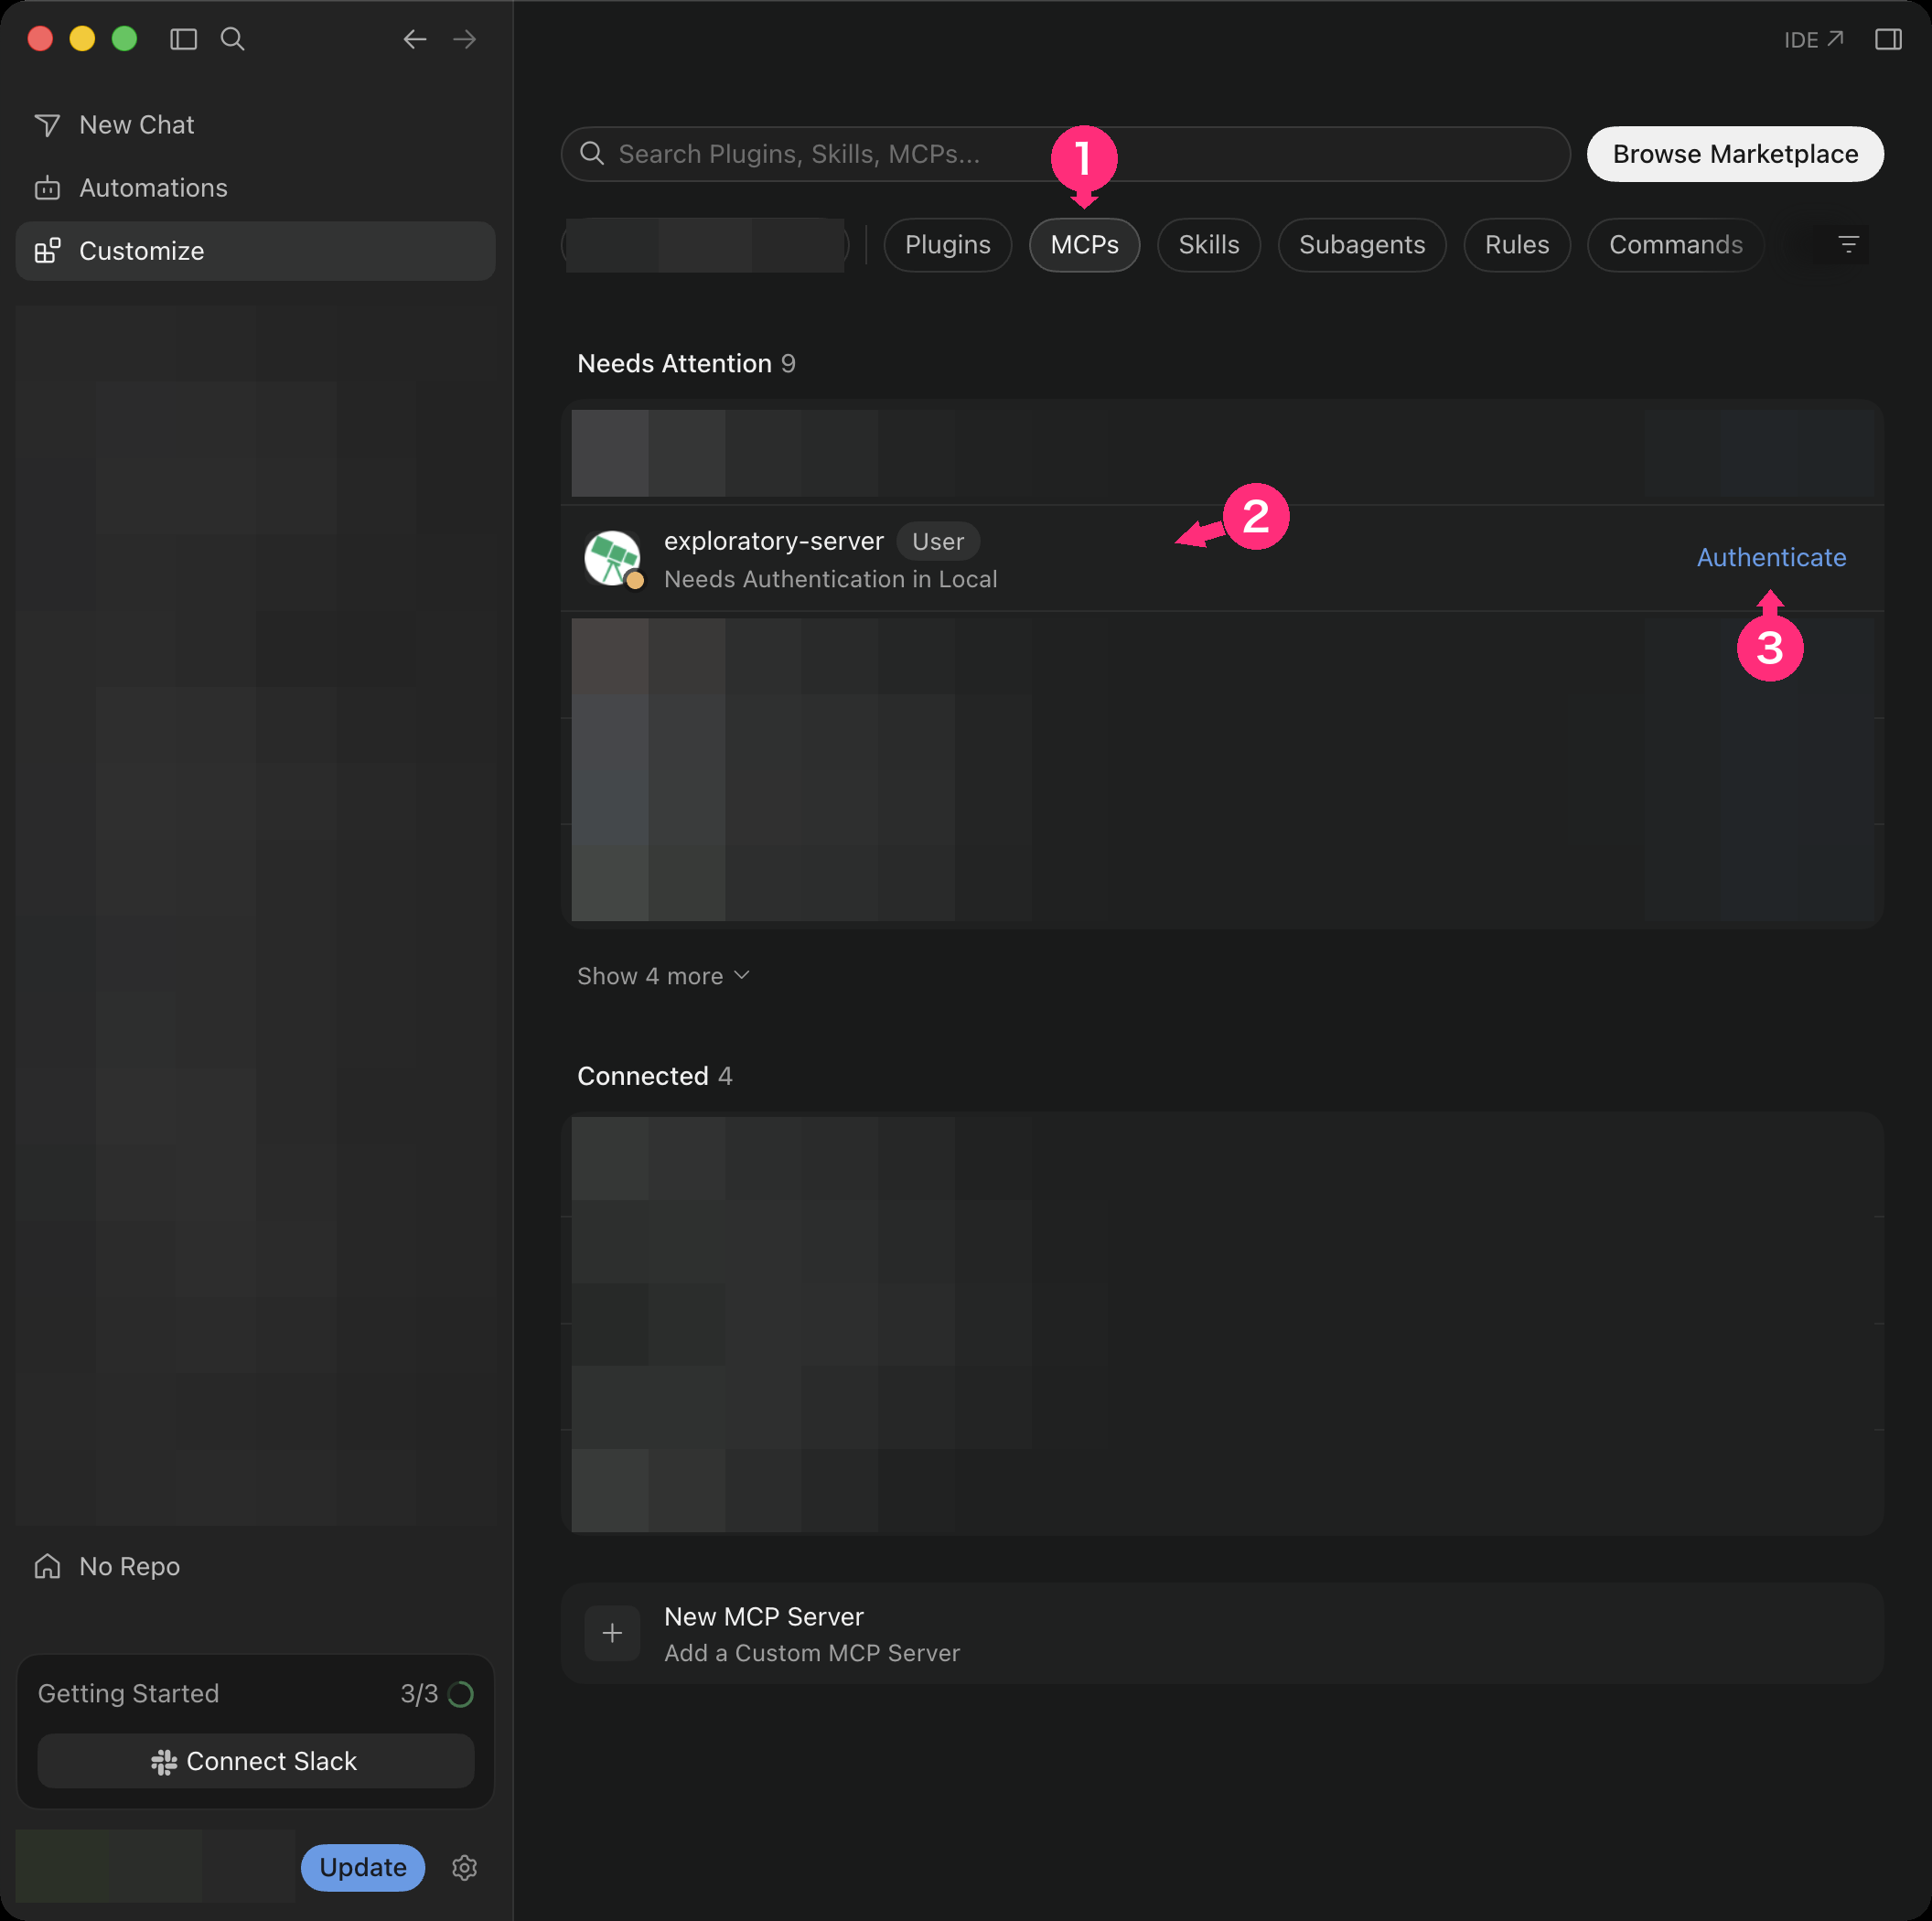 IDE
New Chat
Automations
Customize
Search Plugins, Skills, MCPs...
1
Browse Marketplace
Plugins
MCPs
Skills
Subagents
Rules
Commands
Needs Attention 9
exploratory-server User
Needs Authentication in Local
2
Authenticate
3
Show 4 more
Connected 4
New MCP Server
Add a Custom MCP Server
No Repo
Getting Started 3/3
Connect Slack
Update